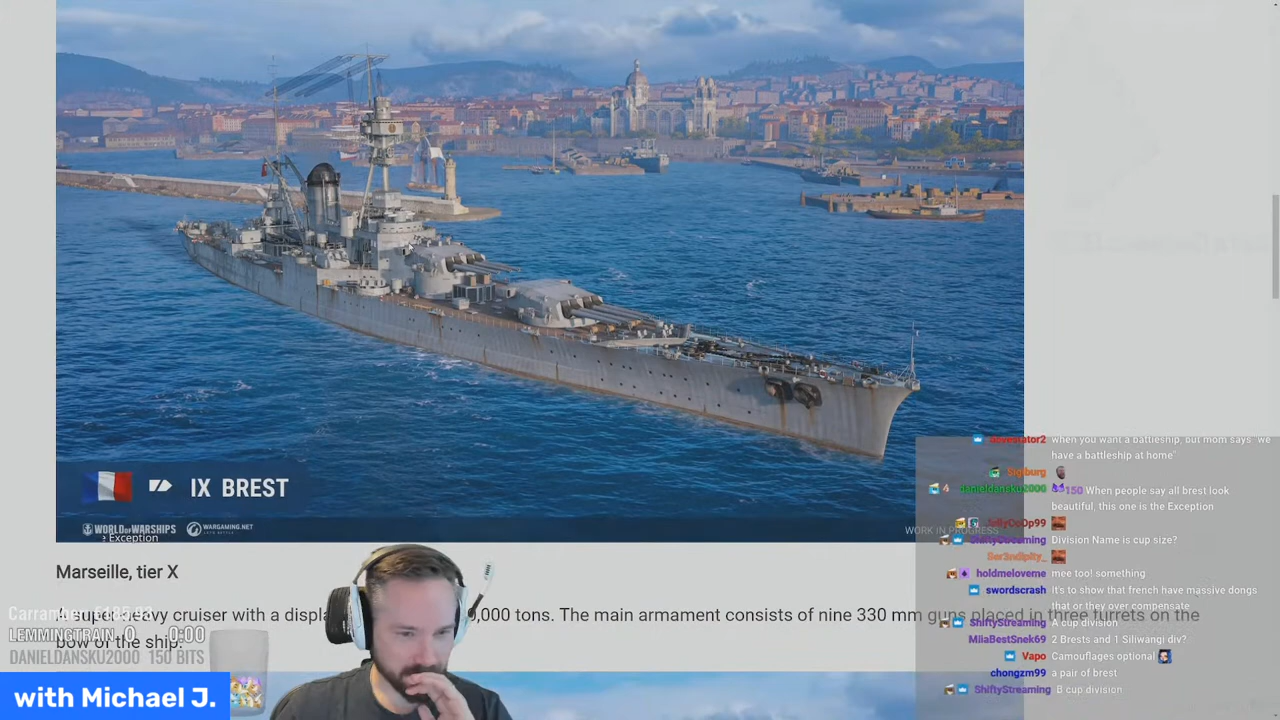 IX BREST
WORLD OF WARSHIPS
WARGAMING.NET
WORK IN PROGRESS
Exception
Marseille, tier X
A super-heavy cruiser with a displa
,000 tons. The main armament consists of nine 330 mm guns placed in three turrets on the
bow of the ship.
£185.93
LEMMINGTRAIN 0 0:00
DANIELDANSKU2000 150 BITS
with Michael J.
when you want a battleship, but mom says "we
have a battleship at home"
danieldansku2000 150 When people say all brest look
beautiful, this one is the Exception
ShiftyStreaming Division Name is cup size?
holdmeloveme mee too! something
swordscrash It's to show that french have massive dongs
that or they over compensate
ShiftyStreaming A cup division
MiiaBestSnek69 2 Brests and 1 Siliwangi div?
Vapo Camouflages optional
chongzm99 a pair of brest
ShiftyStreaming B cup division